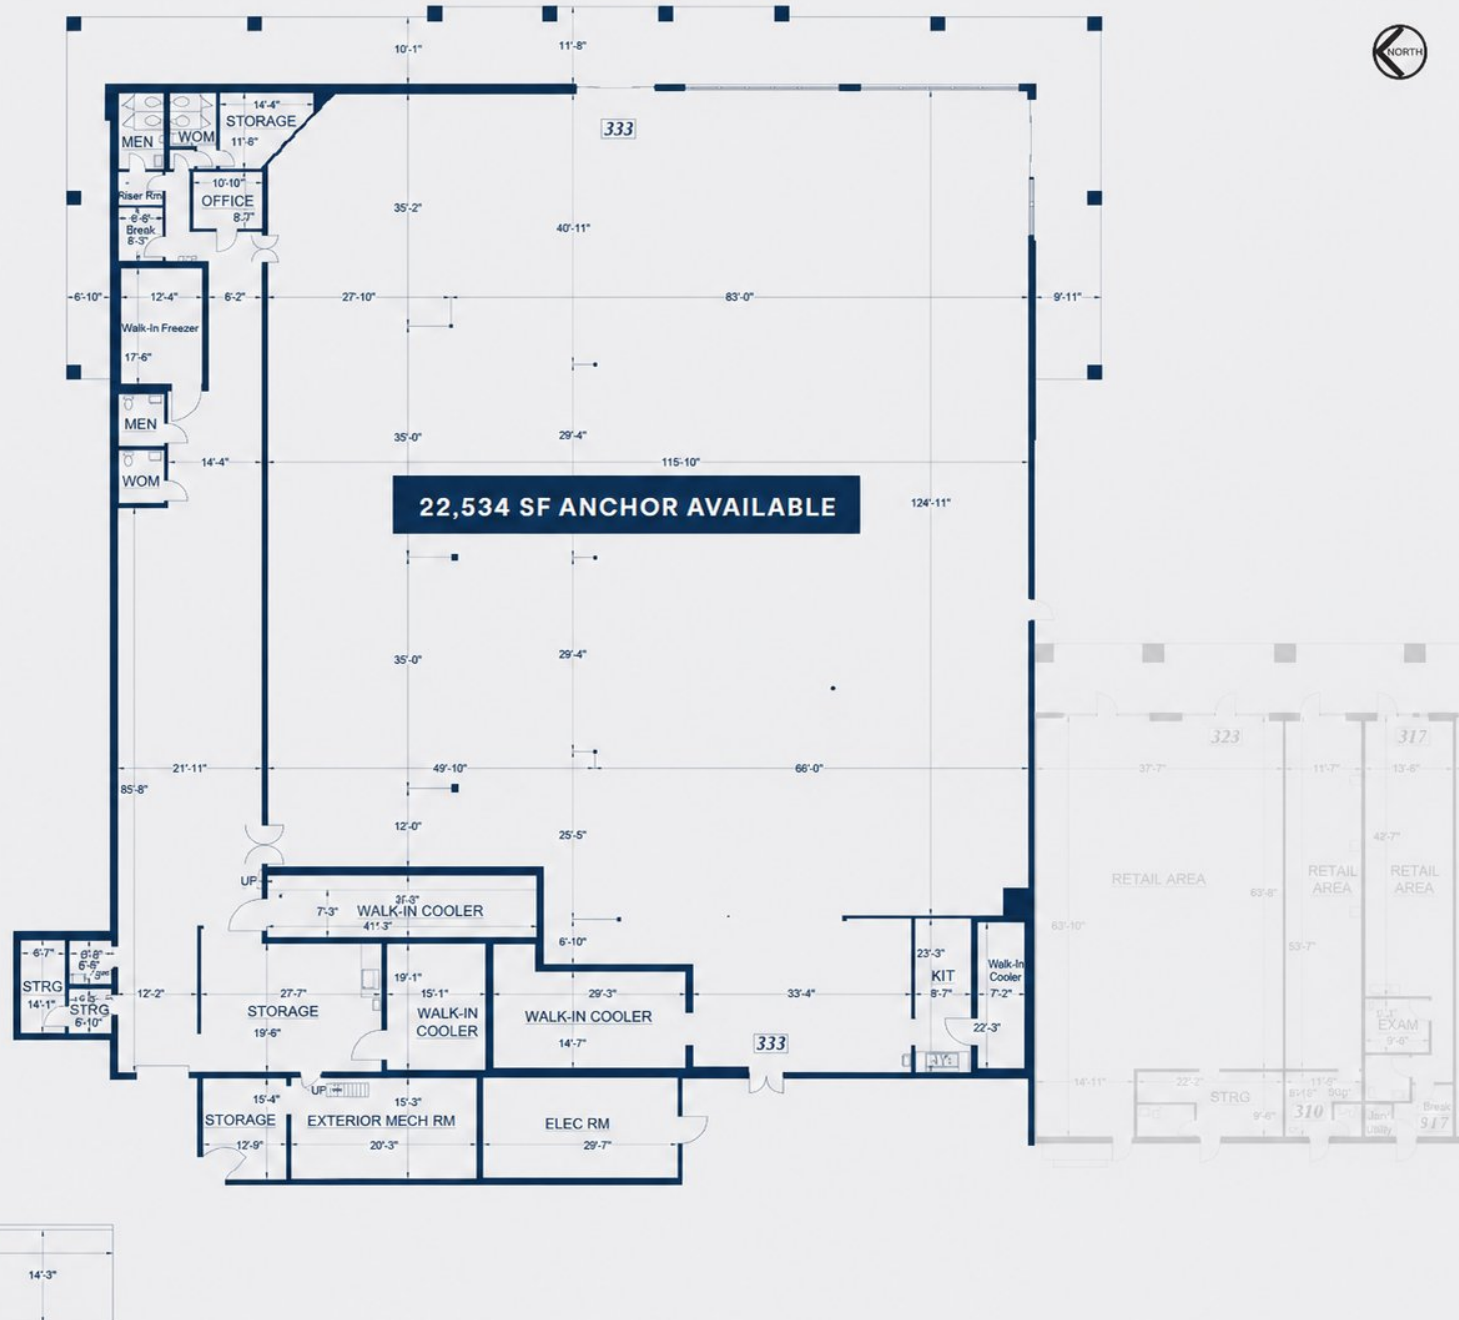 10'-1"
11'-8"
NORTH
14'-4"
STORAGE
11'-8"
MEN
WOM
333
10'-10"
OFFICE
8'-7"
Riser Rm
Break
8'-3"
35'-2"
40'-11"
6'-10"
12'-4"
6'-2"
27'-10"
83'-0"
9'-11"
Walk-In Freezer
17'-6"
MEN
35'-0"
29'-4"
14'-4"
115'-10"
WOM
22,534 SF ANCHOR AVAILABLE
124'-11"
35'-0"
29'-4"
323
317
21'-11"
49'-10"
66'-0"
37'-7"
11'-7"
13'-6"
85'-8"
12'-0"
25'-5"
42'-7"
UP
RETAIL AREA
RETAIL
AREA
RETAIL
AREA
63'-8"
7'-3"
WALK-IN COOLER
63'-10"
6'-10"
53'-7"
6'-7"
23'-3"
Walk-In
Cooler
19'-1"
KIT
STRG
14'-1"
12'-2"
27'-7"
15'-1"
29'-3"
33'-4"
8'-7"
7'-2"
STRG
6'-10"
STORAGE
19'-6"
WALK-IN
COOLER
WALK-IN COOLER
14'-7"
22'-3"
EXAM
9'-6"
333
14'-11"
22'-2"
11'-6"
UP
15'-4"
15'-3"
STRG
9'-6"
310
Utility
Break
917
STORAGE
EXTERIOR MECH RM
ELEC RM
12'-9"
20'-3"
29'-7"
14'-3"